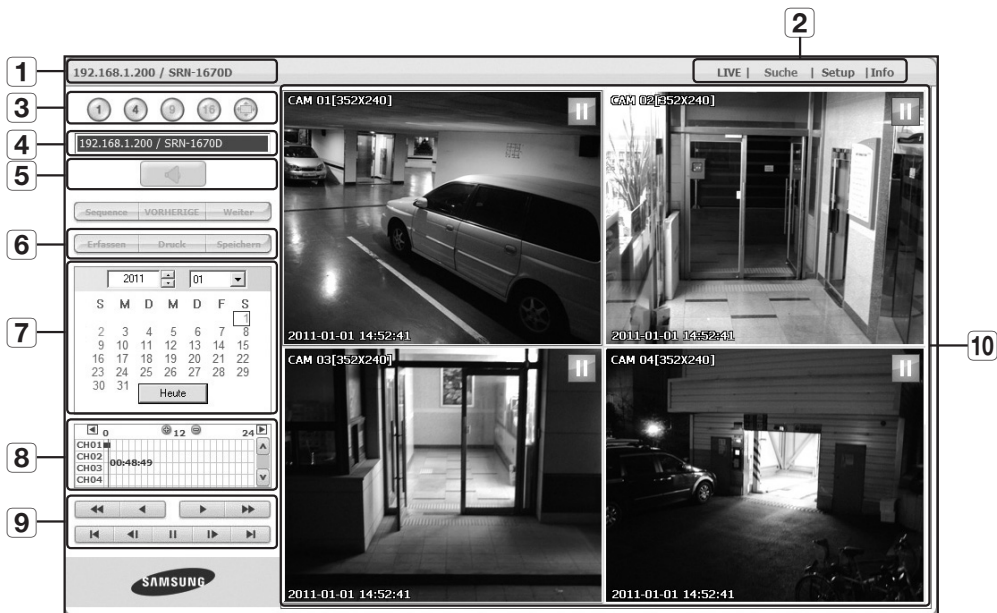 2
1
192.168.1.200 / SRN-1670D
LIVE | Suche | Setup |Info
3
1 4 9 16
4
192.168.1.200 / SRN-1670D
5
Sequence VORHERIGE Weiter
6
Erfassen Druck Speichern
7
2011 01
S M D M D F S
1
2 3 4 5 6 7 8
9 10 11 12 13 14 15
16 17 18 19 20 21 22
23 24 25 26 27 28 29
30 31
Heute
8
0 12 24
CH01
CH02
00:48:49
CH03
CH04
9
SAMSUNG
CAM 01[352X240]
2011-01-01 14:52:41
CAM 02[352X240]
2011-01-01 14:52:41
CAM 03[352X240]
2011-01-01 14:52:41
CAM 04[352X240]
2011-01-01 14:52:41
10